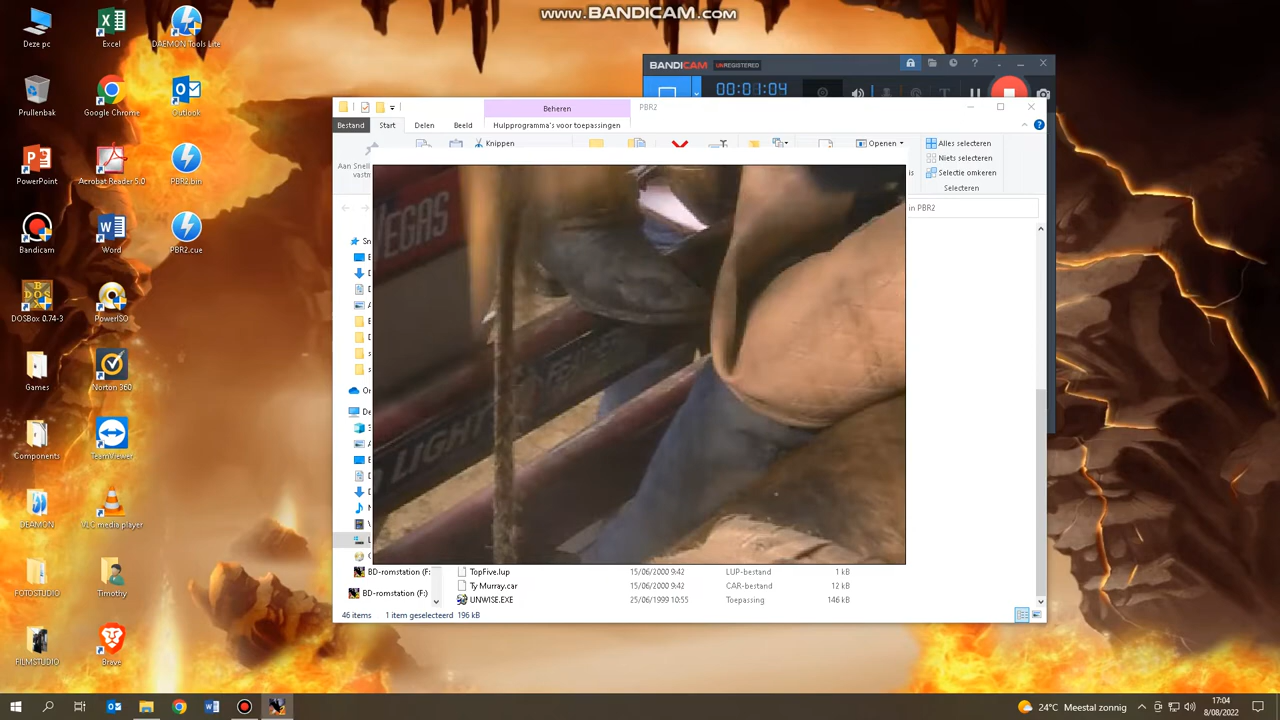 www.BANDICAM.com
Deze pc
Excel
DAEMON Tools Lite
Prullenbak
Google Chrome
Outlook
PowerPoint
Acrobat Reader 5.0
PBR2.bin
Bandicam
Word
PBR2.cue
DOSBox 0.74-3
PowerISO
Games
Norton 360
Components
TeamViewer
DEAMON
VLC media player
FOTOSTUDIO
Timothy
FILMSTUDIO
Brave
BANDICAM UNREGISTERED
00:01:04
Beheren
PBR2
Bestand
Start
Delen
Beeld
Hulpprogramma's voor toepassingen
Knippen
Openen
Alles selecteren
Niets selecteren
Selectie omkeren
Selecteren
Aan Snel
vastm
in PBR2
VEGAS
LIGHT
BD-romstation (F:
BD-romstation (F:)
TopFive.lup 15/06/2000 9:42 LUP-bestand 1 kB
Ty Murray.car 15/06/2000 9:42 CAR-bestand 12 kB
UNWISE.EXE 25/06/1999 10:55 Toepassing 146 kB
46 items 1 item geselecteerd 196 kB
24°C Meestal zonnig
17:04
8/08/2022